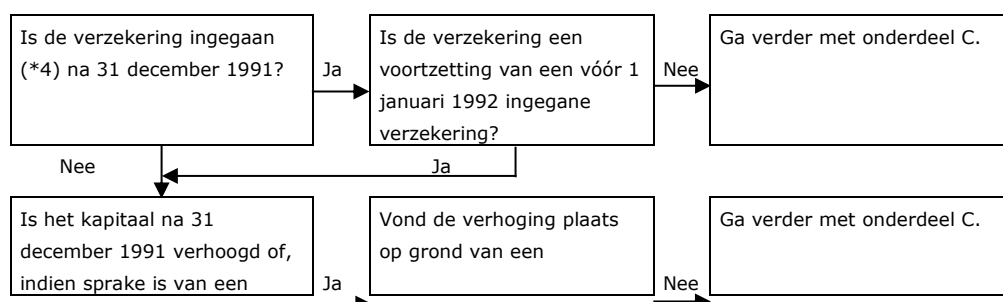 Is de verzekering ingegaan
(*4) na 31 december 1991?
Ja
Is de verzekering een
voortzetting van een vóór 1
januari 1992 ingegane
verzekering?
Nee
Ga verder met onderdeel C.
Nee
Ja
Is het kapitaal na 31
december 1991 verhoogd of,
indien sprake is van een
Ja
Vond de verhoging plaats
op grond van een
Nee
Ga verder met onderdeel C.